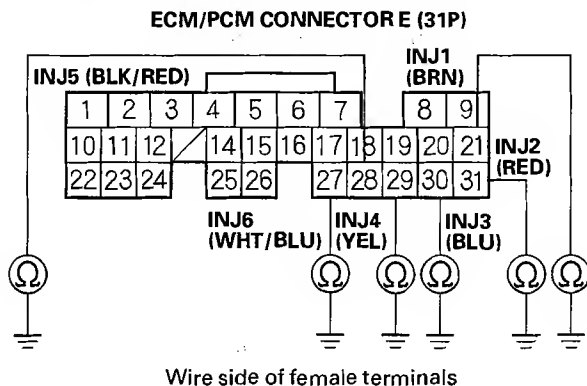 ECM/PCM CONNECTOR E (31P)
INJ5 (BLK/RED)
INJ1
(BRN)
1 2 3 4 5 6 7 8 9
10 11 12 14 15 16 17 18 19 20 21
INJ2
(RED)
22 23 24 25 26 27 28 29 30 31
INJ6
(WHT/BLU)
INJ4
(YEL)
INJ3
(BLU)
Ω Ω Ω Ω Ω Ω
Wire side of female terminals